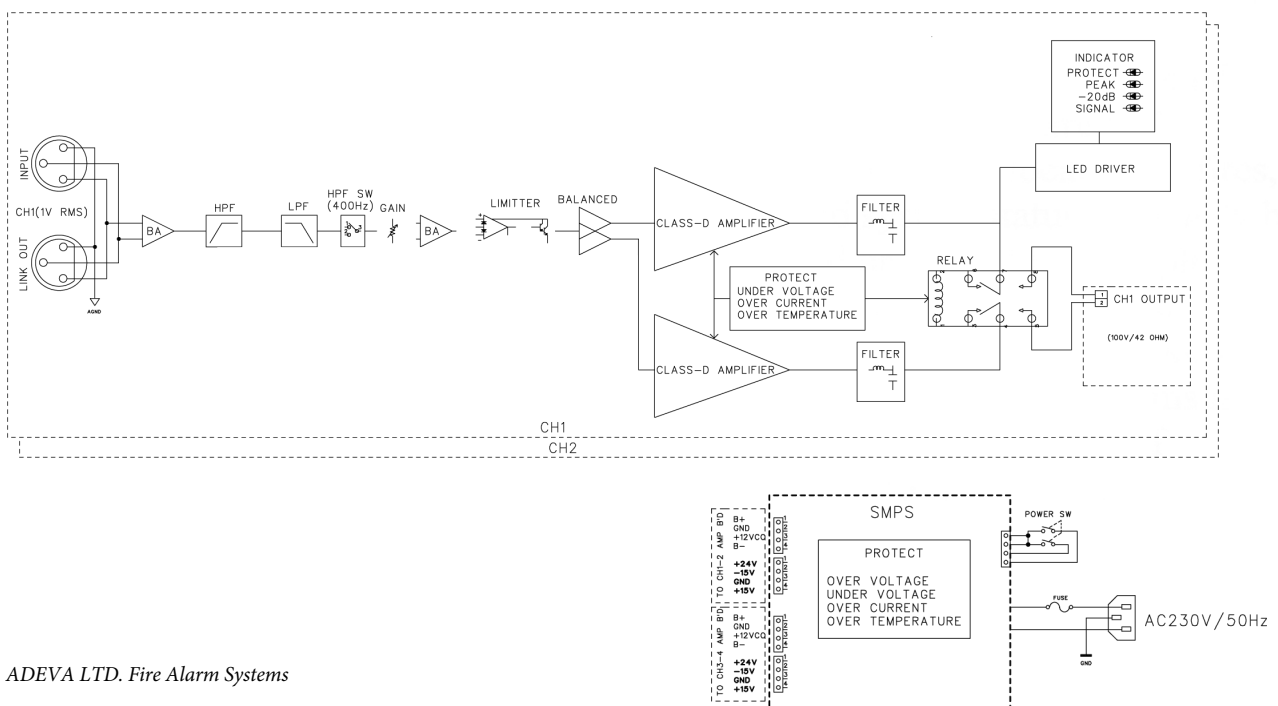 INDICATOR
PROTECT
PEAK
-20dB
SIGNAL
LED DRIVER
INPUT
CH1(1V RMS)
LINK OUT
AGND
BA
HPF
LPF
HPF SW
(400Hz)
GAIN
BA
LIMITTER
BALANCED
CLASS-D AMPLIFIER
FILTER
RELAY
PROTECT
UNDER VOLTAGE
OVER CURRENT
OVER TEMPERATURE
1
2
CH1 OUTPUT
(100V/42 OHM)
CLASS-D AMPLIFIER
FILTER
CH1
CH2
TO CH1-2 AMP B'D
B+
GND
+12VCO
B-
+24V
-15V
GND
+15V
TO CH3-4 AMP B'D
B+
GND
+12VCO
B-
+24V
-15V
GND
+15V
SMPS
PROTECT
OVER VOLTAGE
UNDER VOLTAGE
OVER CURRENT
OVER TEMPERATURE
POWER SW
FUSE
AC230V/50Hz
GND
ADEVA LTD. Fire Alarm Systems